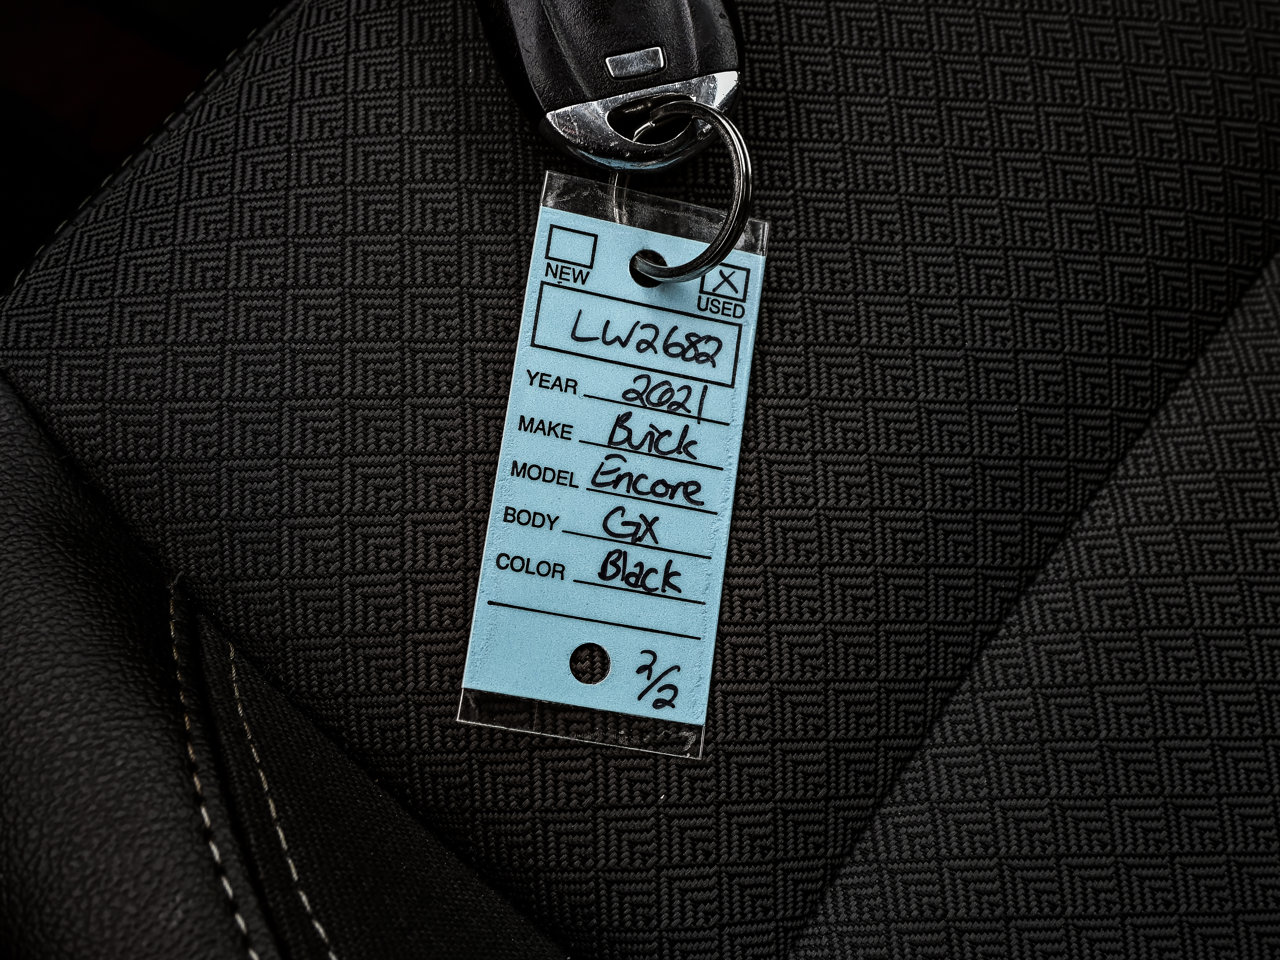 NEW
X
USED
LW2682
YEAR 2021
MAKE Buick
MODEL Encore
BODY GX
COLOR Black
2/2